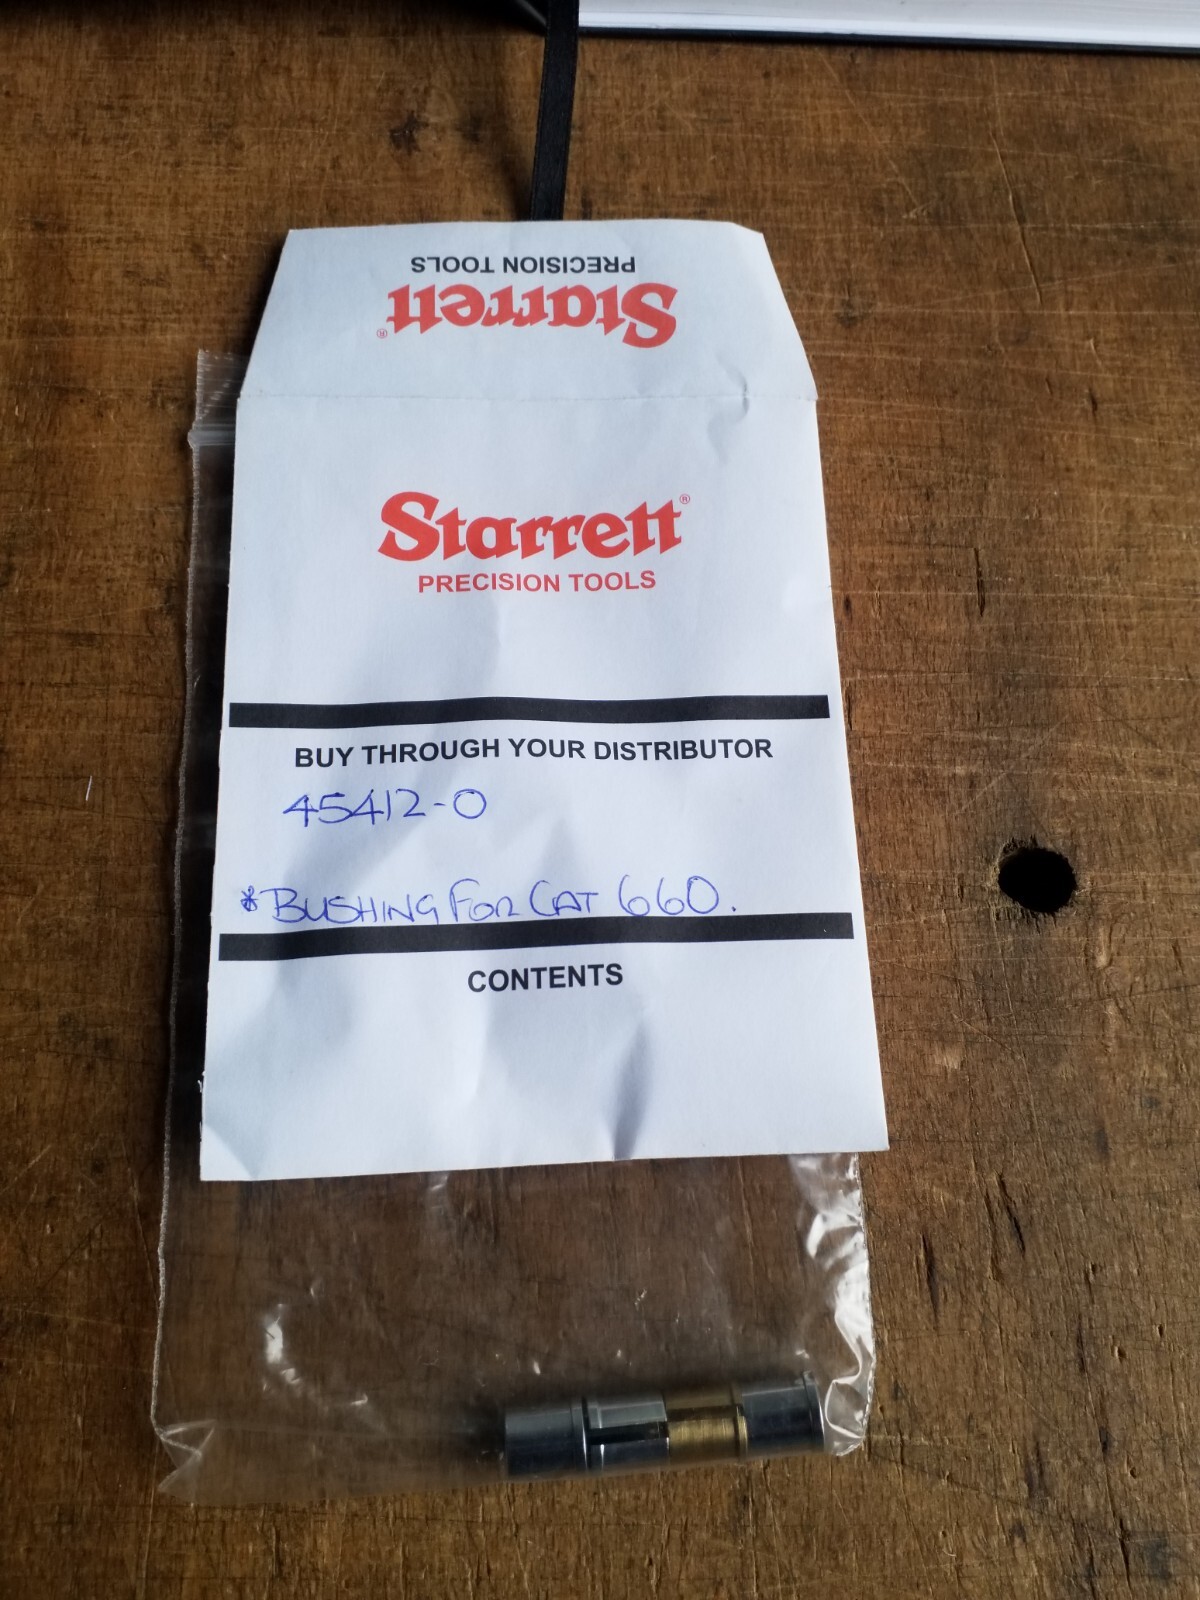 PRECISION TOOLS
Starrett®
Starrett®
PRECISION TOOLS
BUY THROUGH YOUR DISTRIBUTOR
45412-0
*BUSHING FOR CAT 660.
CONTENTS